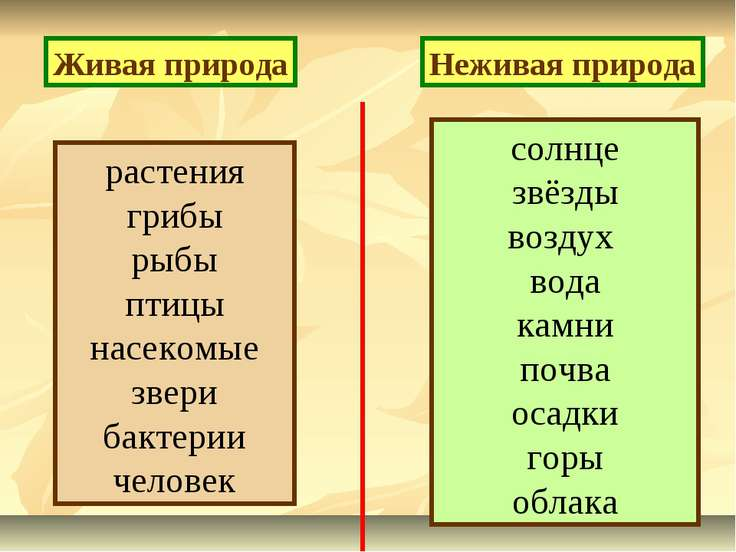 Живая природа
растения
грибы
рыбы
птицы
насекомые
звери
бактерии
человек
Неживая природа
солнце
звёзды
воздух
вода
камни
почва
осадки
горы
облака